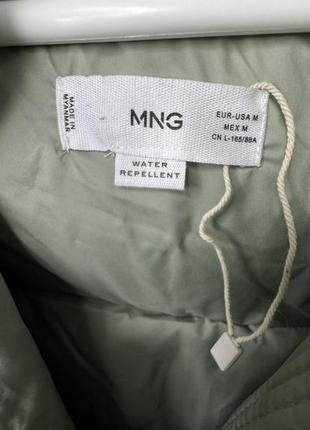 MADE IN
MYANMAR
MNG
EUR-USA M
MEX M
CN L-165/88A
WATER
REPELLENT